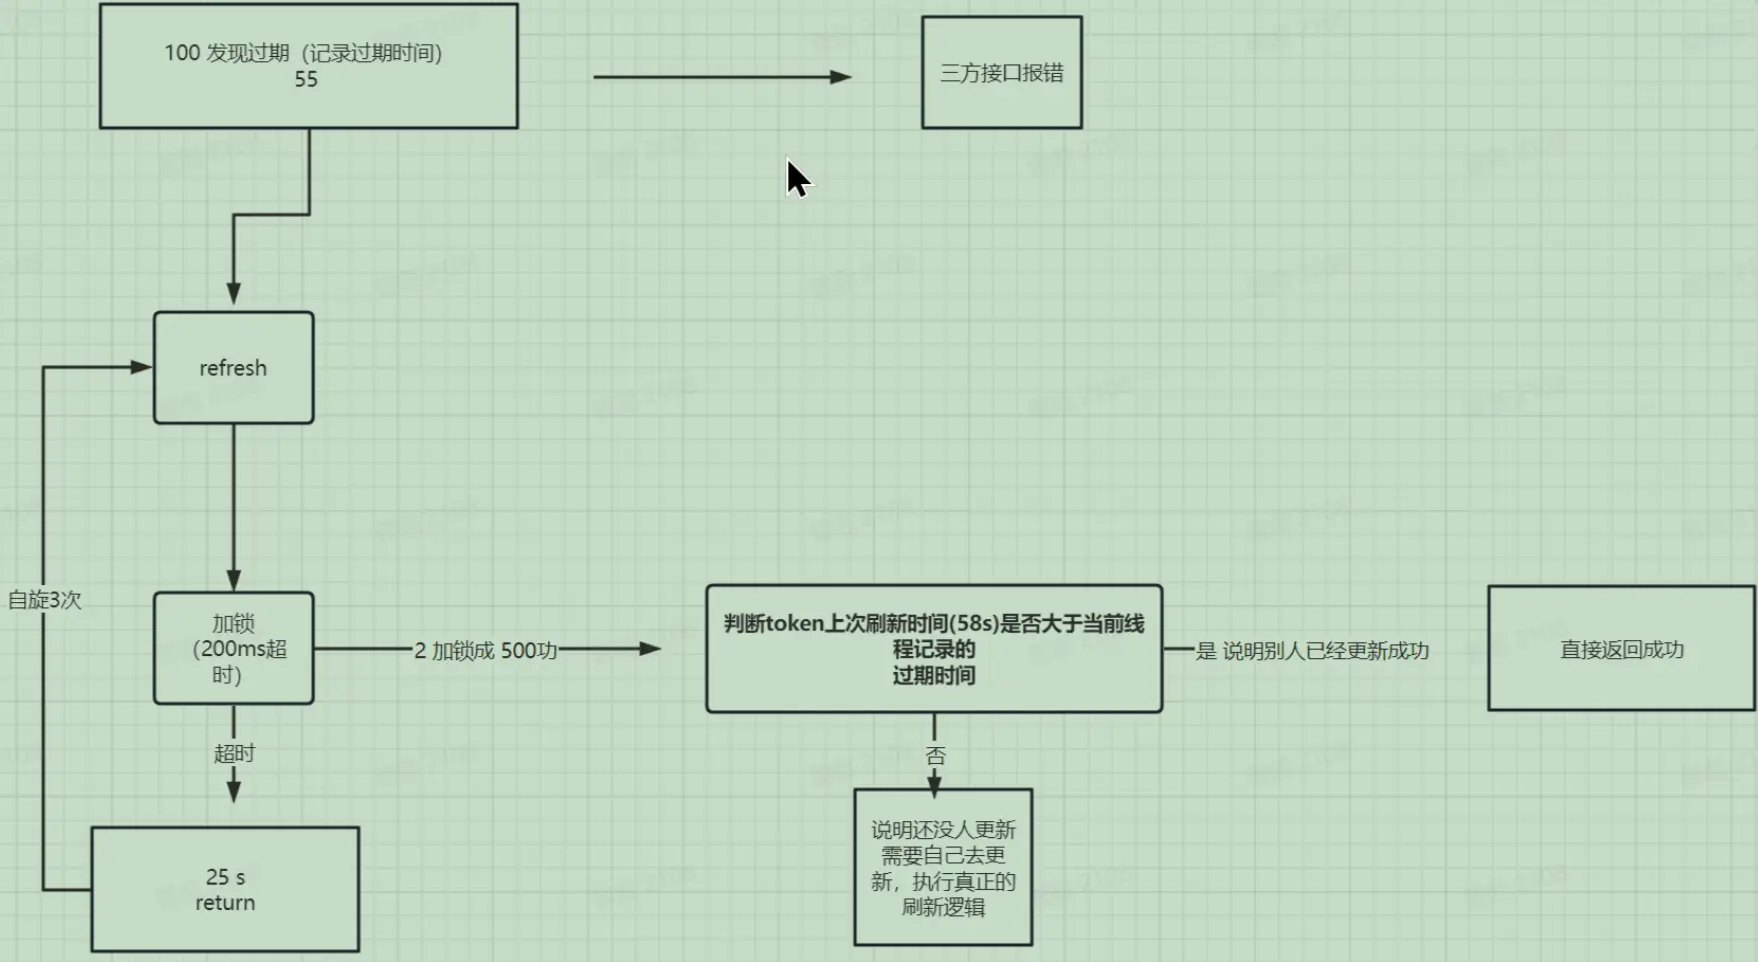 100 发现过期（记录过期时间）
55
三方接口报错
refresh
自旋3次
加锁
（200ms超
时）
2 加锁成 500功
判断token上次刷新时间(58s)是否大于当前线
程记录的
过期时间
是 说明别人已经更新成功
直接返回成功
超时
否
说明还没人更新
需要自己去更
新，执行真正的
刷新逻辑
25 s
return